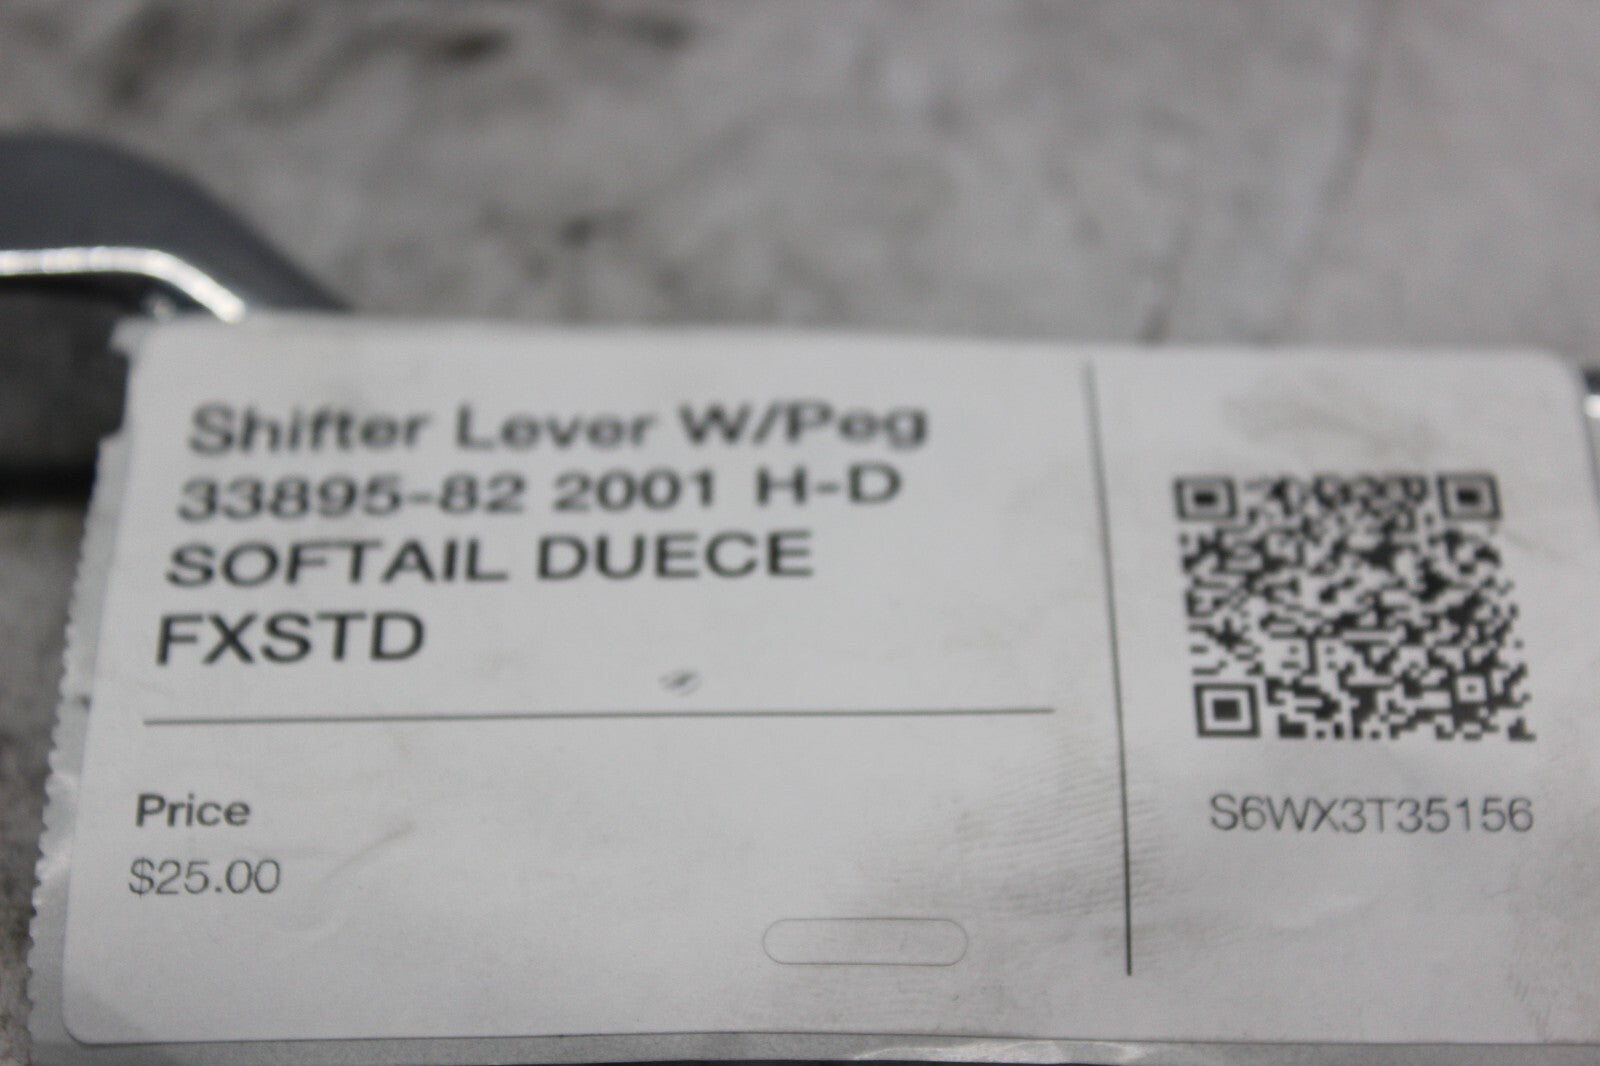 Shifter Lever W/Peg
33895-82 2001 H-D
SOFTAIL DUECE
FXSTD
Price
$25.00
S6WX3T35156